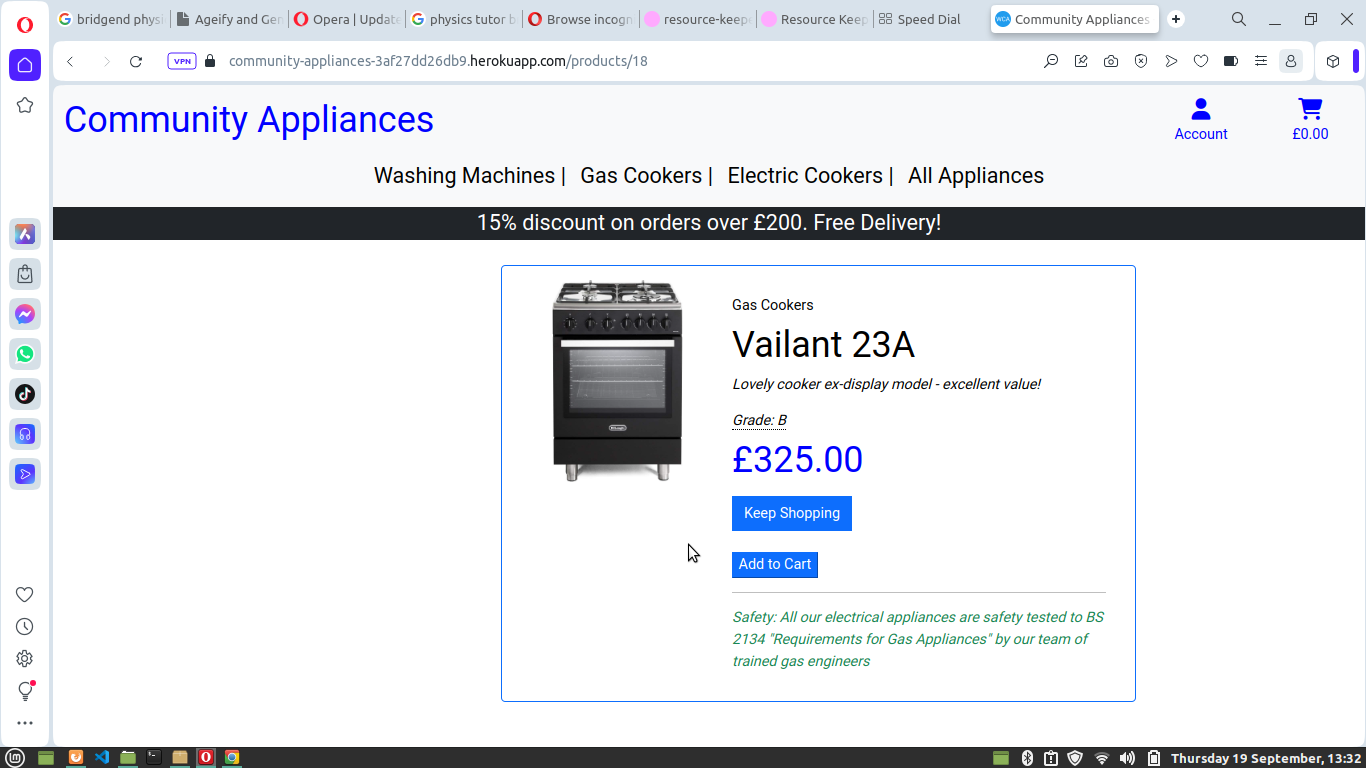 bridgend physi
Ageify and Gen
Opera | Update
physics tutor b
Browse incogn
resource-keep
Resource Keep
Speed Dial
WCA
Community Appliances
VPN
community-appliances-3af27dd26db9.herokuapp.com/products/18
Community Appliances
Account
£0.00
Washing Machines | Gas Cookers | Electric Cookers | All Appliances
15% discount on orders over £200. Free Delivery!
Gas Cookers
Vailant 23A
Lovely cooker ex-display model - excellent value!
Grade: B
£325.00
Keep Shopping
Add to Cart
Safety: All our electrical appliances are safety tested to BS
2134 "Requirements for Gas Appliances" by our team of
trained gas engineers
Thursday 19 September, 13:32